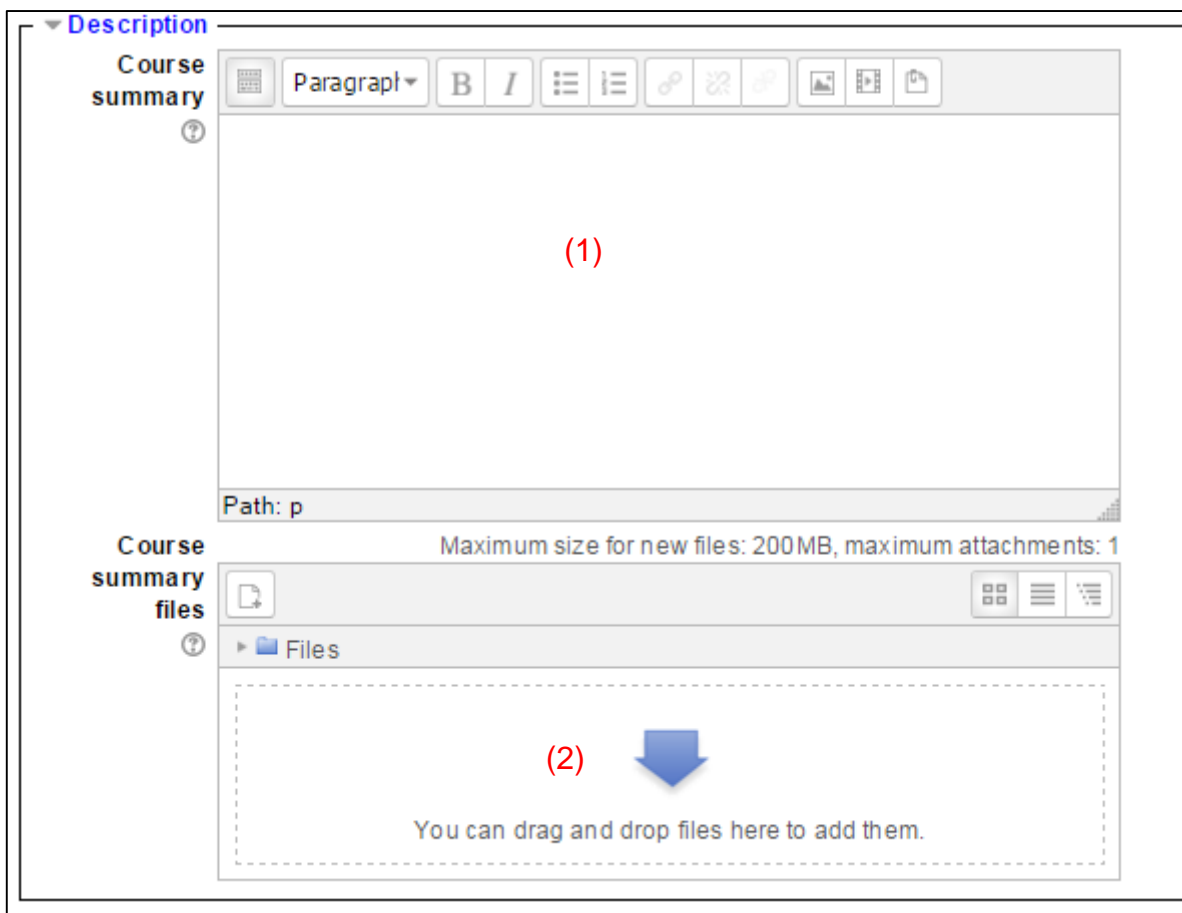 Description
Course
summary
Paragraph
B I
(1)
Path: p
Course
summary
files
Maximum size for new files: 200MB, maximum attachments: 1
Files
(2)
You can drag and drop files here to add them.